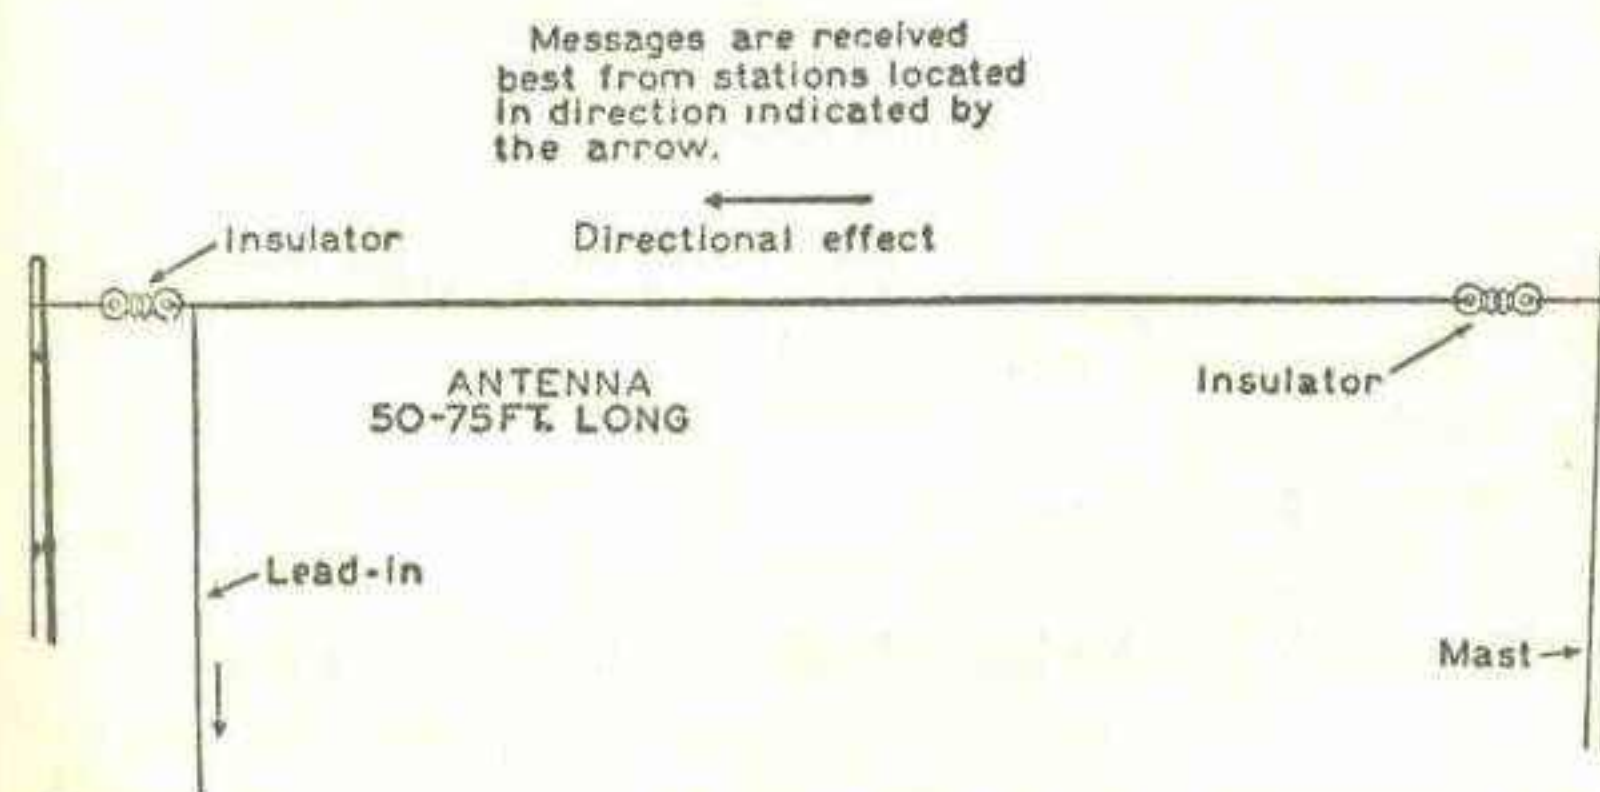 Messages are received
best from stations located
in direction indicated by
the arrow.
Insulator
Directional effect
ANTENNA
50-75FT. LONG
Insulator
Lead-in
Mast